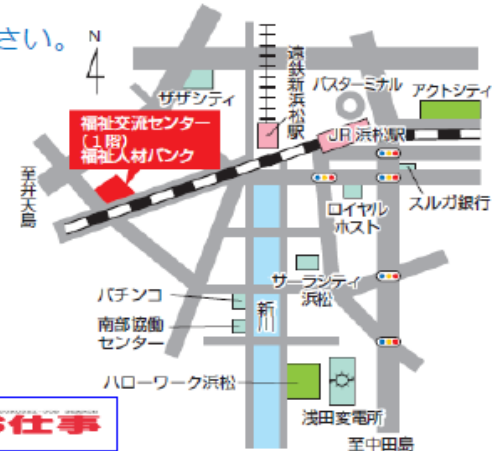 さい。
N
ザザシティ
遠鉄新浜松駅
バスターミナル
アクトシティ
福祉交流センター
(1階)
福祉人材バンク
JR 浜松駅
至弁天島
ロイヤル
ホスト
スルガ銀行
サーラシティ
浜松
パチンコ
新川
南部協働
センター
ハローワーク浜松
浅田変電所
お仕事
至中田島